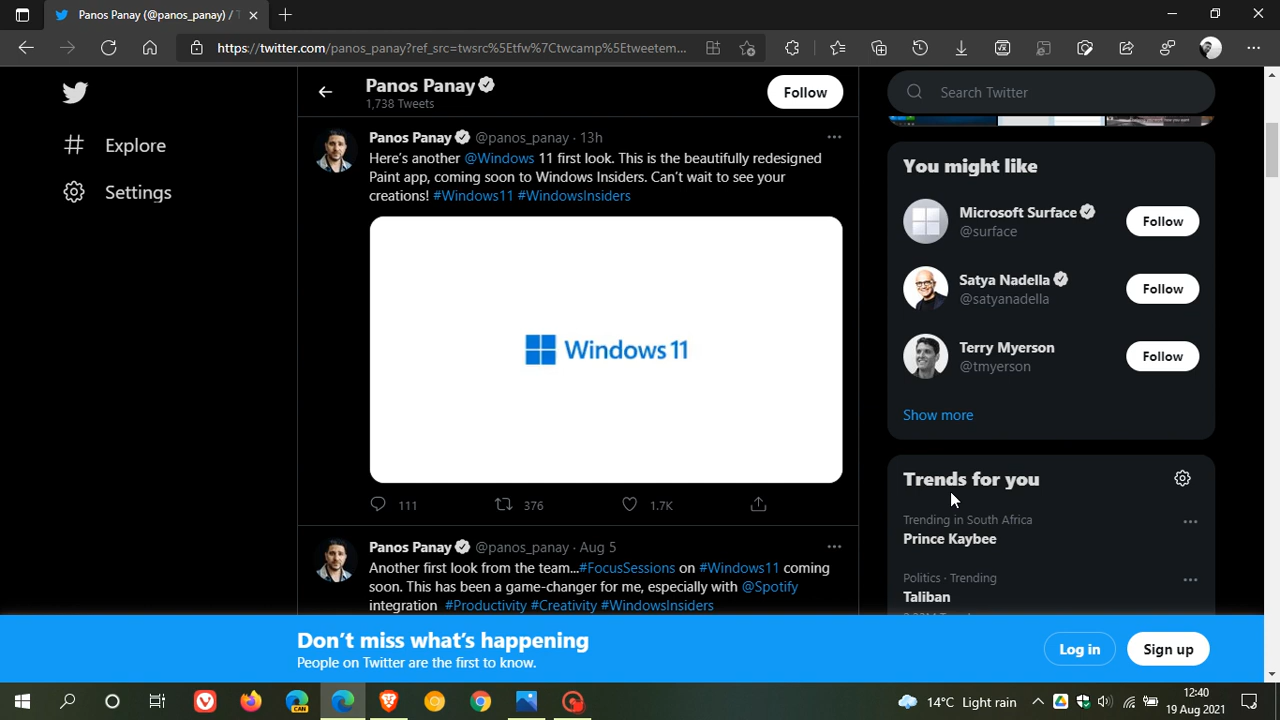 Panos Panay (@panos_panay) / T
https://twitter.com/panos_panay?ref_src=twsrc%5Etfw%7Ctwcamp%5Etweetem...
Panos Panay
1,738 Tweets
Follow
Search Twitter
Explore
Settings
Panos Panay @panos_panay · 13h
Here's another @Windows 11 first look. This is the beautifully redesigned
Paint app, coming soon to Windows Insiders. Can't wait to see your
creations! #Windows11 #WindowsInsiders
Windows 11
111 376 1.7K
Panos Panay @panos_panay · Aug 5
Another first look from the team...#FocusSessions on #Windows11 coming
soon. This has been a game-changer for me, especially with @Spotify
integration #Productivity #Creativity #WindowsInsiders
You might like
Microsoft Surface
@surface
Follow
Satya Nadella
@satyanadella
Follow
Terry Myerson
@tmyerson
Follow
Show more
Trends for you
Trending in South Africa
Prince Kaybee
Politics · Trending
Taliban
Don't miss what's happening
People on Twitter are the first to know.
Log in
Sign up
CAN
14°C Light rain
12:40
19 Aug 2021